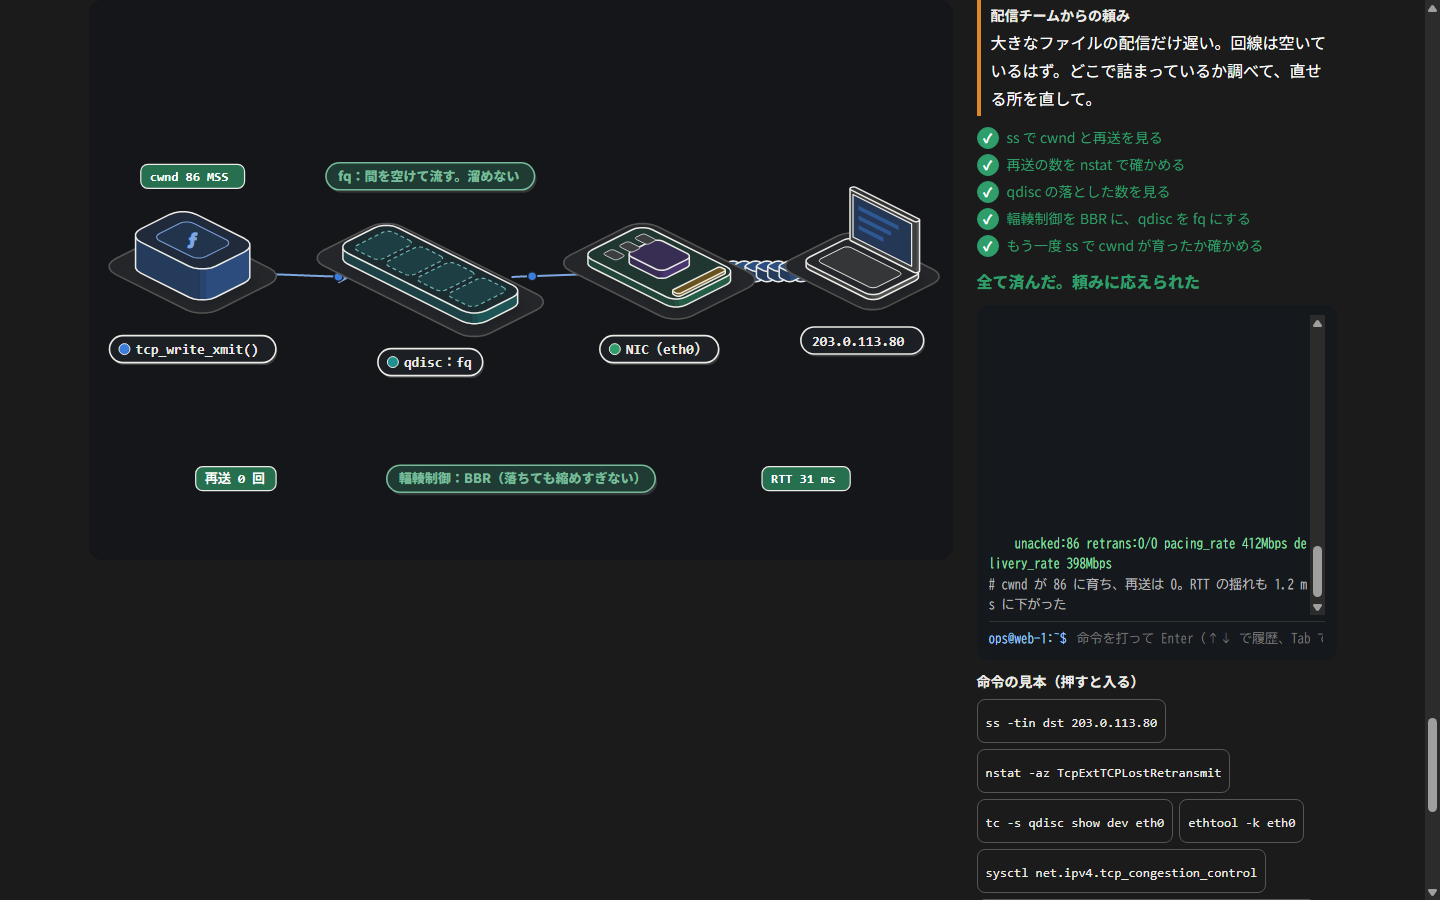 cwnd 86 MSS
fq：間を空けて流す。溜めない
tcp_write_xmit()
qdisc：fq
NIC（eth0）
203.0.113.80
再送 0 回
輻輳制御：BBR（落ちても縮めすぎない）
RTT 31 ms
配信チームからの頼み
大きなファイルの配信だけ遅い。回線は空いて
いるはず。どこで詰まっているか調べて、直せ
る所を直して。
ss で cwnd と再送を見る
再送の数を nstat で確かめる
qdisc の落とした数を見る
輻輳制御を BBR に、qdisc を fq にする
もう一度 ss で cwnd が育ったか確かめる
全て済んだ。頼みに応えられた
unacked:86 retrans:0/0 pacing_rate 412Mbps de
livery_rate 398Mbps
# cwnd が 86 に育ち、再送は 0。RTT の揺れも 1.2 m
s に下がった
ops@web-1:~$ 命令を打って Enter（↑↓ で履歴、Tab で
命令の見本（押すと入る）
ss -tin dst 203.0.113.80
nstat -az TcpExtTCPLostRetransmit
tc -s qdisc show dev eth0
ethtool -k eth0
sysctl net.ipv4.tcp_congestion_control